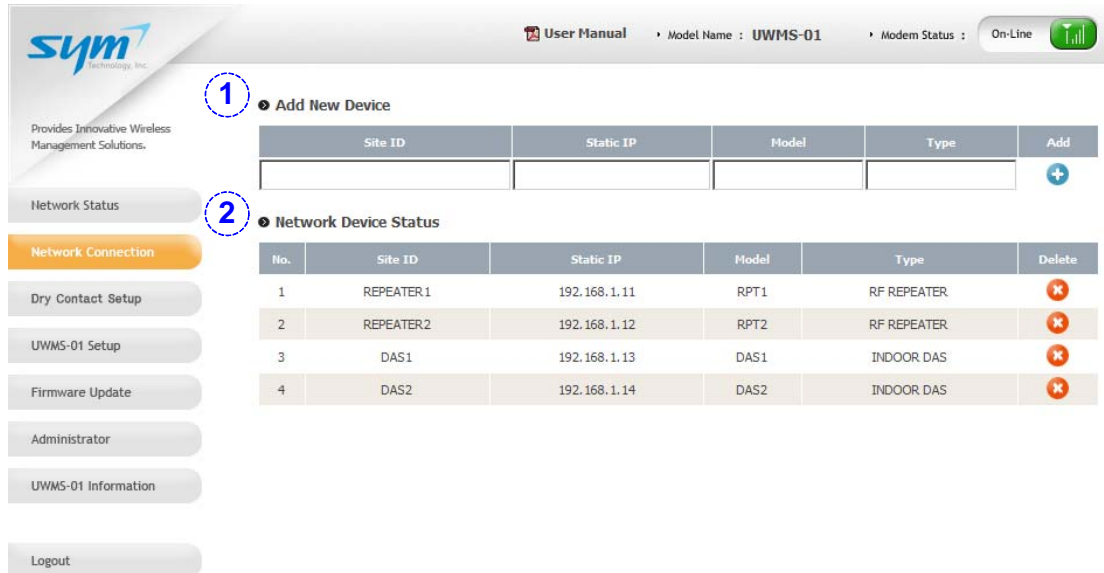 sym
Technology, Inc.
User Manual
Model Name : UWMS-01
Modem Status :
On-Line
Provides Innovative Wireless
Management Solutions.
Network Status
Network Connection
Dry Contact Setup
UWMS-01 Setup
Firmware Update
Administrator
UWMS-01 Information
Logout
1
Add New Device
Site ID Static IP Model Type Add
2
Network Device Status
No. Site ID Static IP Model Type Delete
1 REPEATER1 192.168.1.11 RPT1 RF REPEATER
2 REPEATER2 192.168.1.12 RPT2 RF REPEATER
3 DAS1 192.168.1.13 DAS1 INDOOR DAS
4 DAS2 192.168.1.14 DAS2 INDOOR DAS